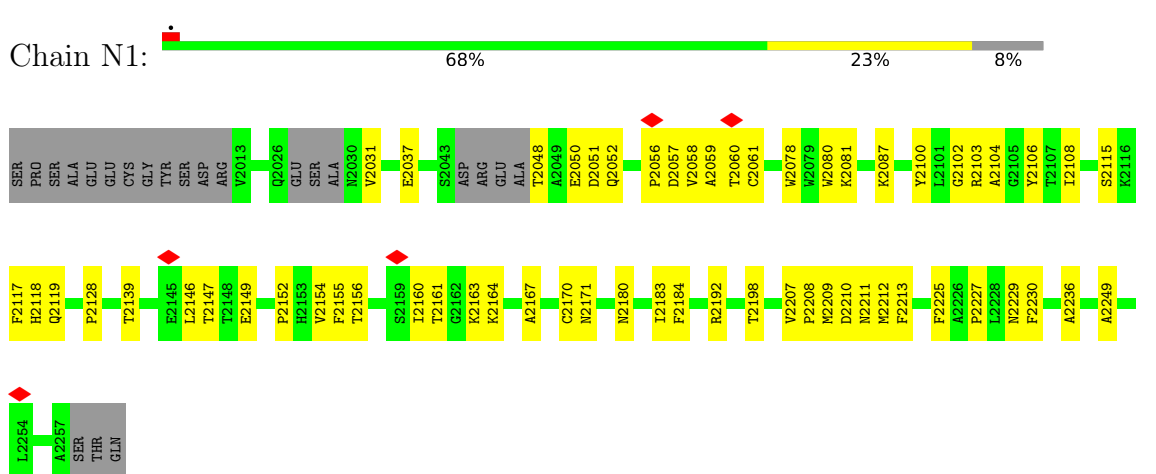 Chain N1:
•
68% 23% 8%
SER PRO SER ALA GLU GLU CYS GLY TYR SER ASP ARG V2013 Q2026 GLU SER ALA N2030 V2031 E2037 S2043 ASP ARG GLU ALA T2048 A2049 E2050 D2051 Q2052 P2056 D2057 V2058 A2059 T2060 C2061 W2078 W2079 W2080 K2081 K2087 Y2100 L2101 G2102 R2103 A2104 G2105 Y2106 T2107 I2108 S2115 K2116
F2117 H2118 Q2119 P2128 T2139 E2145 L2146 T2147 T2148 E2149 P2152 H2153 V2154 F2155 T2156 S2159 I2160 T2161 G2162 K2163 K2164 A2167 C2170 N2171 N2180 I2183 F2184 R2192 T2198 V2207 P2208 M2209 D2210 N2211 M2212 F2213 F2225 A2226 P2227 L2228 N2229 F2230 A2236 A2249
L2254 A2257 SER THR GLN